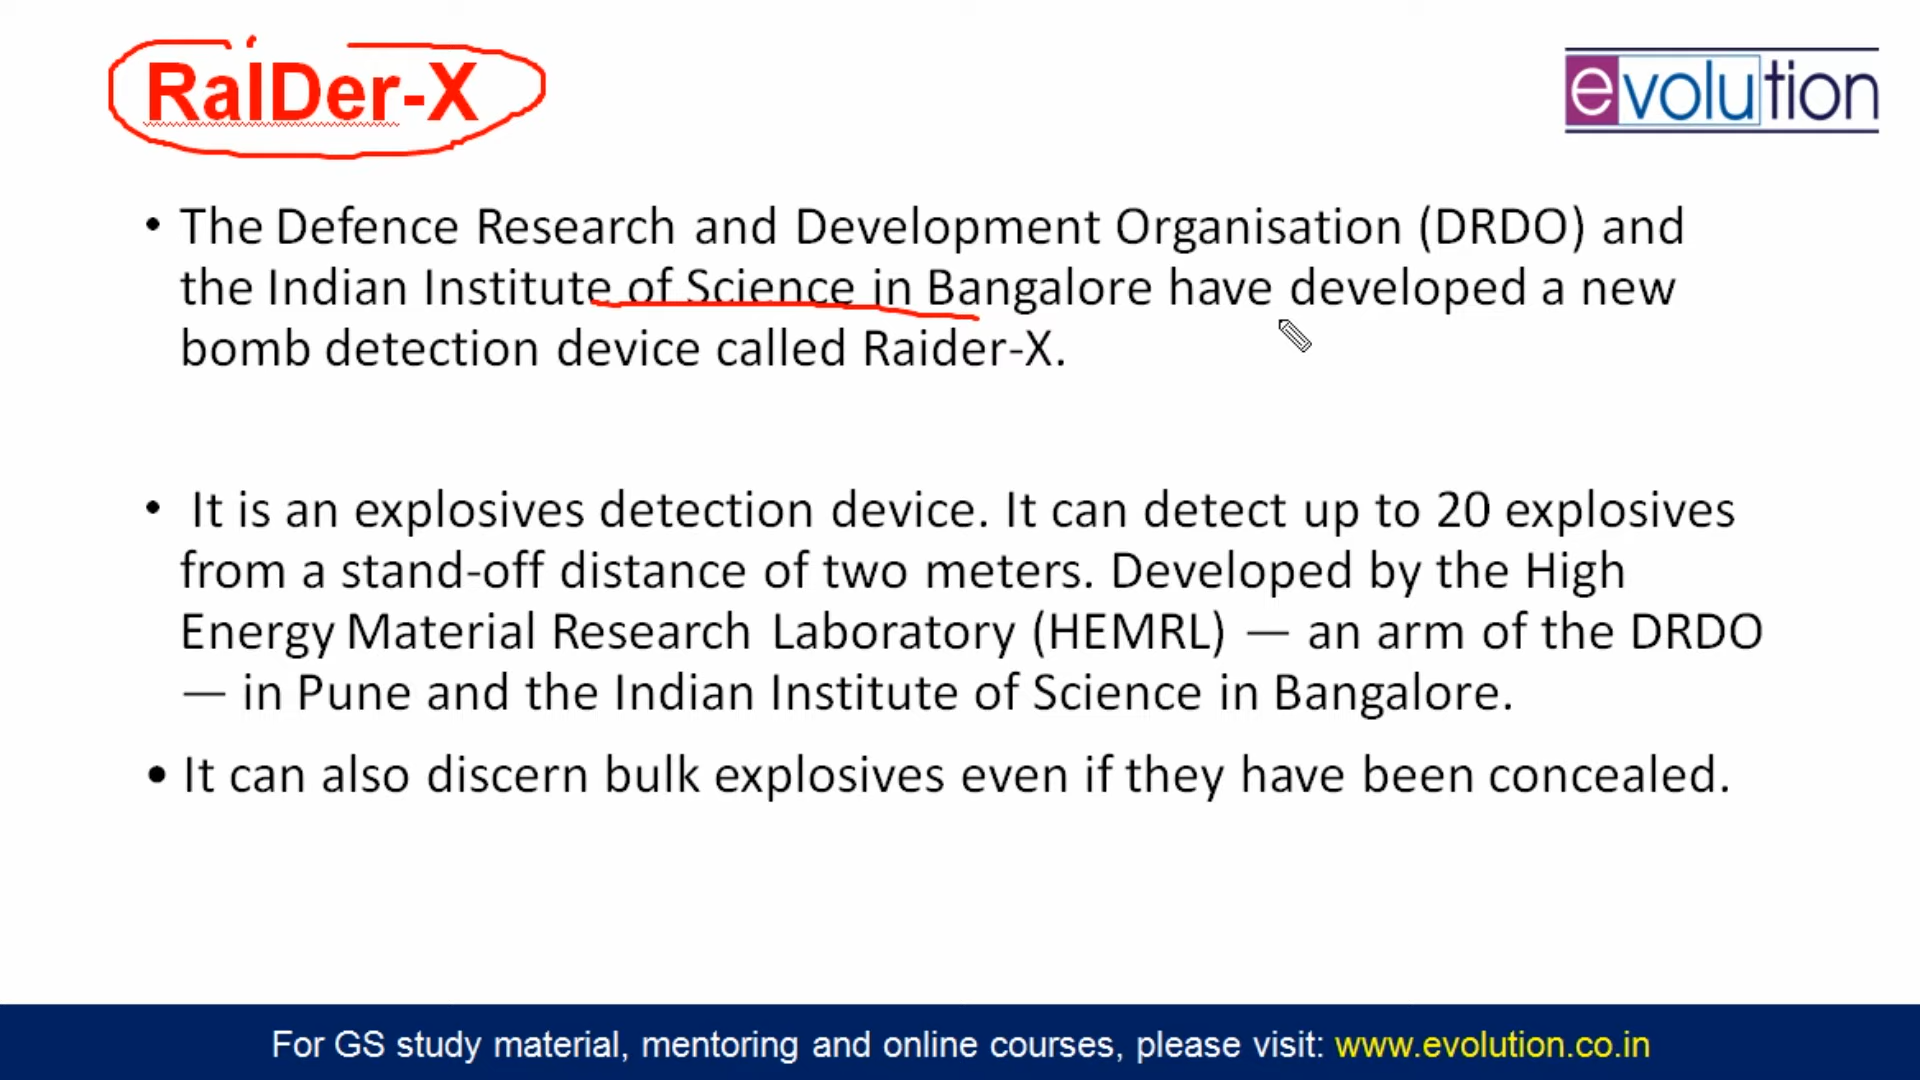 RaIDer-X
evolution
• The Defence Research and Development Organisation (DRDO) and
the Indian Institute of Science in Bangalore have developed a new
bomb detection device called Raider-X.
• It is an explosives detection device. It can detect up to 20 explosives
from a stand-off distance of two meters. Developed by the High
Energy Material Research Laboratory (HEMRL) — an arm of the DRDO
— in Pune and the Indian Institute of Science in Bangalore.
• It can also discern bulk explosives even if they have been concealed.
For GS study material, mentoring and online courses, please visit: www.evolution.co.in